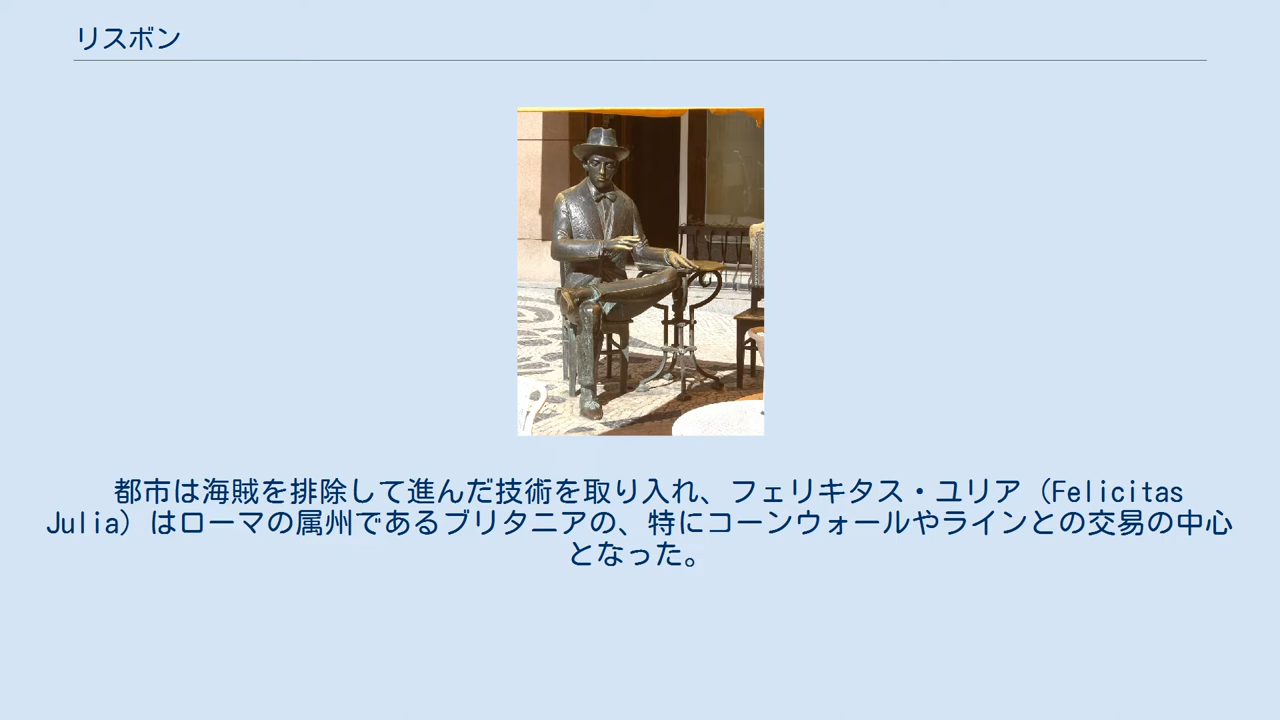 リスボン
都市は海賊を排除して進んだ技術を取り入れ、フェリキタス・ユリア（Felicitas
Julia）はローマの属州であるブリタニアの、特にコーンウォールやラインとの交易の中心
となった。